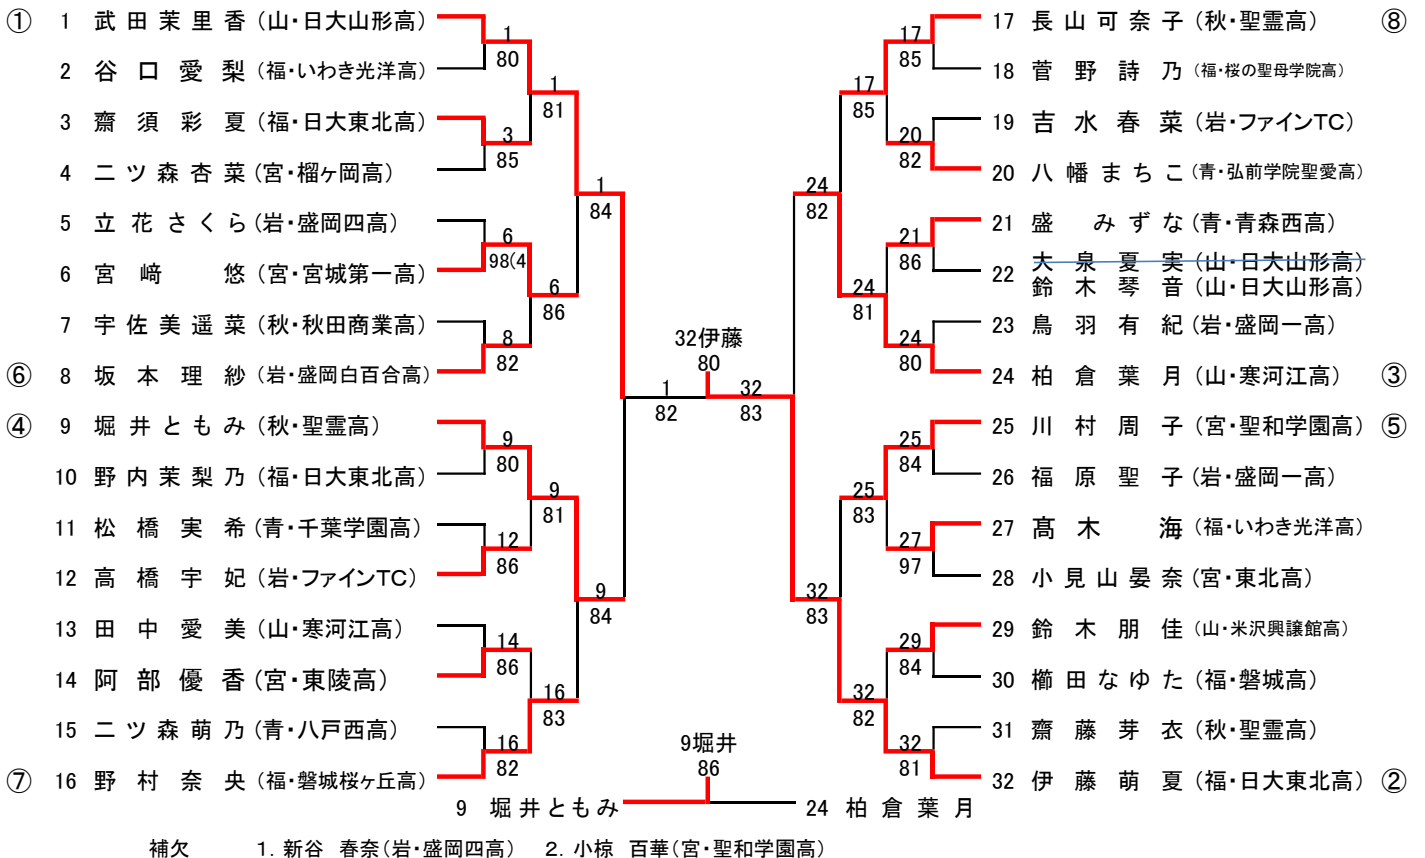 ① 1 武田茉里香 (山・日大山形高)
2 谷口愛梨 (福・いわき光洋高)
3 齋須彩夏 (福・日大東北高)
4 二ツ森杏菜 (宮・榴ヶ岡高)
5 立花さくら (岩・盛岡四高)
6 宮﨑 悠 (宮・宮城第一高)
7 宇佐美遥菜 (秋・秋田商業高)
⑥ 8 坂本理紗 (岩・盛岡白百合高)
④ 9 堀井ともみ (秋・聖霊高)
10 野内茉梨乃 (福・日大東北高)
11 松橋実希 (青・千葉学園高)
12 高橋宇妃 (岩・ファインTC)
13 田中愛美 (山・寒河江高)
14 阿部優香 (宮・東陵高)
15 二ツ森萌乃 (青・八戸西高)
⑦ 16 野村奈央 (福・磐城桜ヶ丘高)
1
80
3
85
6
98(4
8
82
9
80
12
86
14
86
16
82
1
81
6
86
9
81
16
83
1
84
9
84
1
82
32伊藤
80
32
83
24
82
32
83
17
85
24
81
25
83
32
82
17
85
20
82
21
86
24
80
25
84
27
97
29
84
32
81
17 長山可奈子 (秋・聖霊高) ⑧
18 菅野詩乃 (福・桜の聖母学院高)
19 吉水春菜 (岩・ファインTC)
20 八幡まちこ (青・弘前学院聖愛高)
21 盛 みずな (青・青森西高)
22 大泉夏実 (山・日大山形高)
鈴木琴音 (山・日大山形高)
23 鳥羽有紀 (岩・盛岡一高)
24 柏倉葉月 (山・寒河江高) ③
25 川村周子 (宮・聖和学園高) ⑤
26 福原聖子 (岩・盛岡一高)
27 髙木 海 (福・いわき光洋高)
28 小見山晏奈 (宮・東北高)
29 鈴木朋佳 (山・米沢興譲館高)
30 櫛田なゆた (福・磐城高)
31 齋藤芽衣 (秋・聖霊高)
32 伊藤萌夏 (福・日大東北高) ②
9堀井
86
9 堀井ともみ 24 柏倉葉月
補欠 1. 新谷 春奈(岩・盛岡四高) 2. 小椋 百華(宮・聖和学園高)